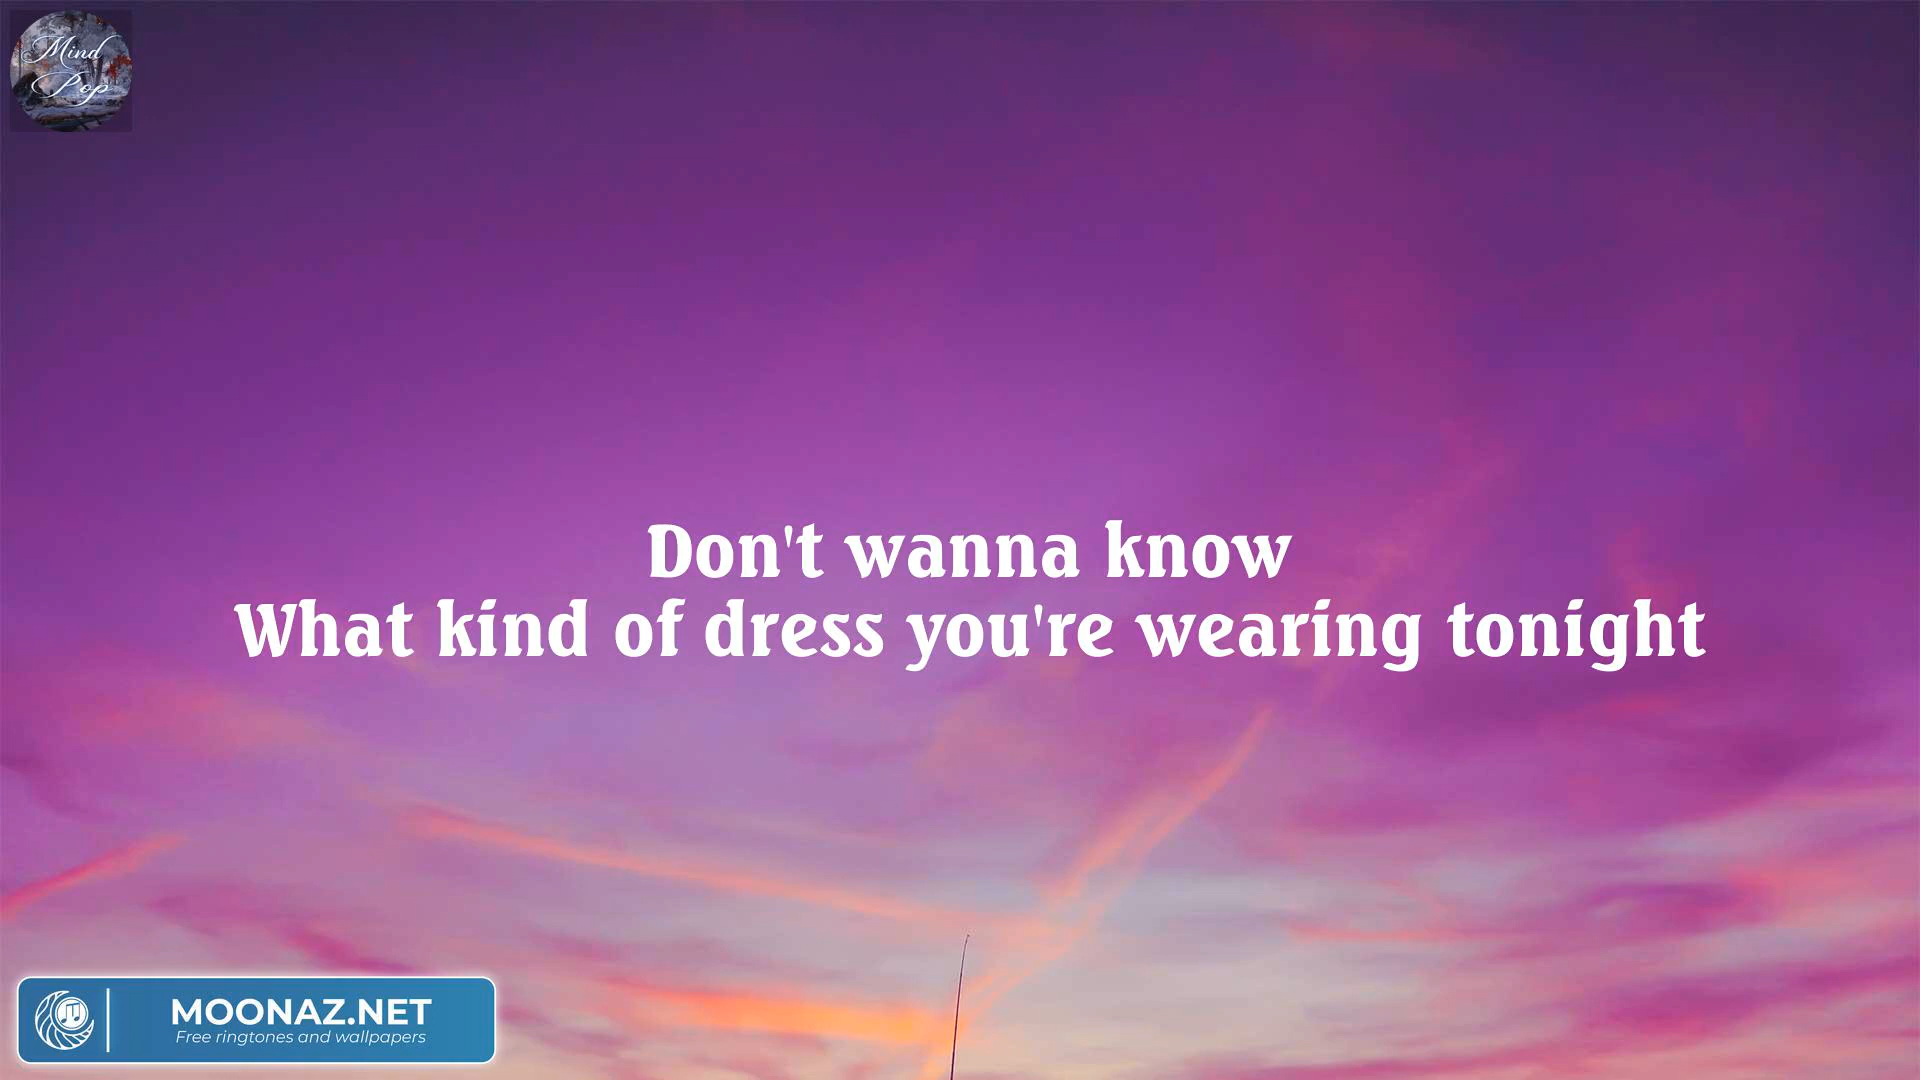 Mind
Pop
Don't wanna know
What kind of dress you're wearing tonight
MOONAZ.NET
Free ringtones and wallpapers